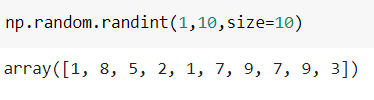 np.random.randint(1,10,size=10)
array([1, 8, 5, 2, 1, 7, 9, 7, 9, 3])